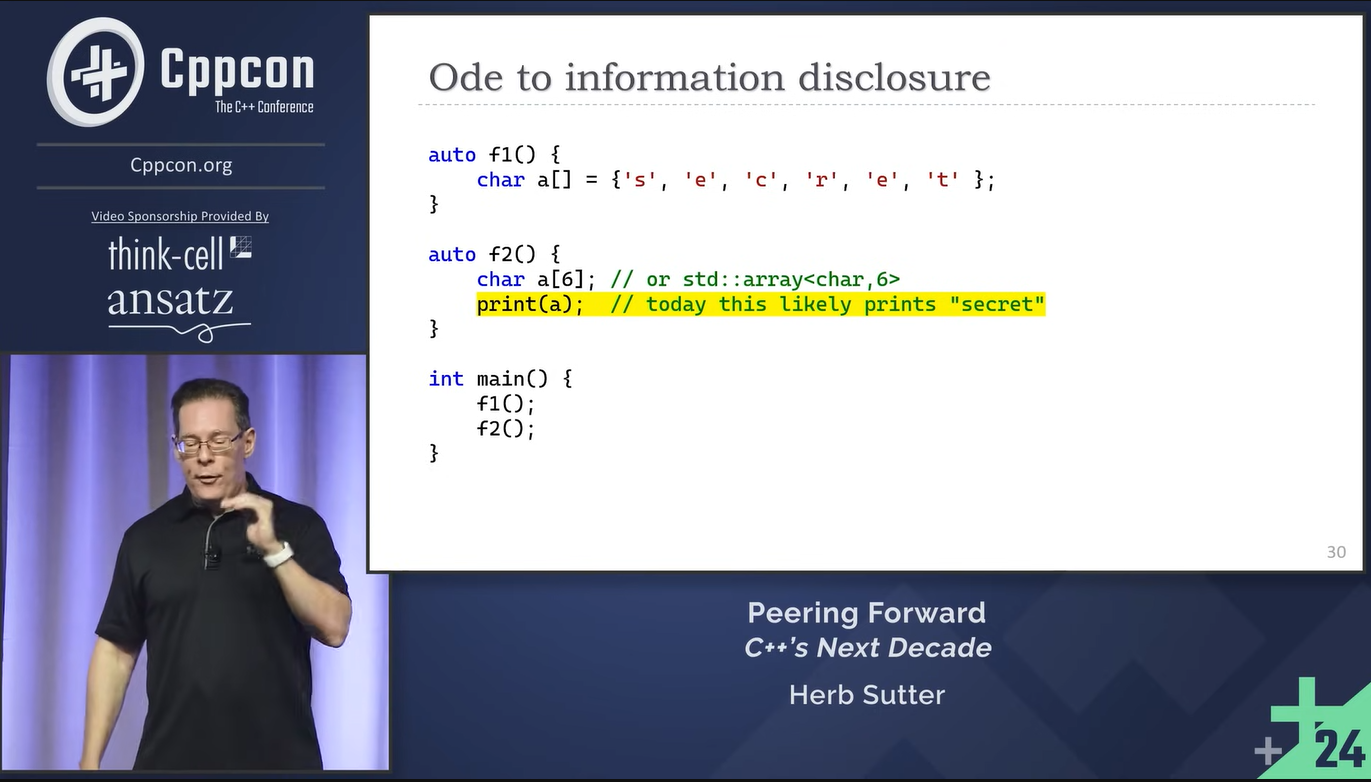 Cppcon
The C++ Conference
Cppcon.org
Video Sponsorship Provided By
think-cell
ansatz
Ode to information disclosure
auto f1() {
    char a[] = {'s', 'e', 'c', 'r', 'e', 't' };
}
auto f2() {
    char a[6]; // or std::array<char,6>
    print(a);  // today this likely prints "secret"
}
int main() {
    f1();
    f2();
}
30
Peering Forward
C++'s Next Decade
Herb Sutter
24